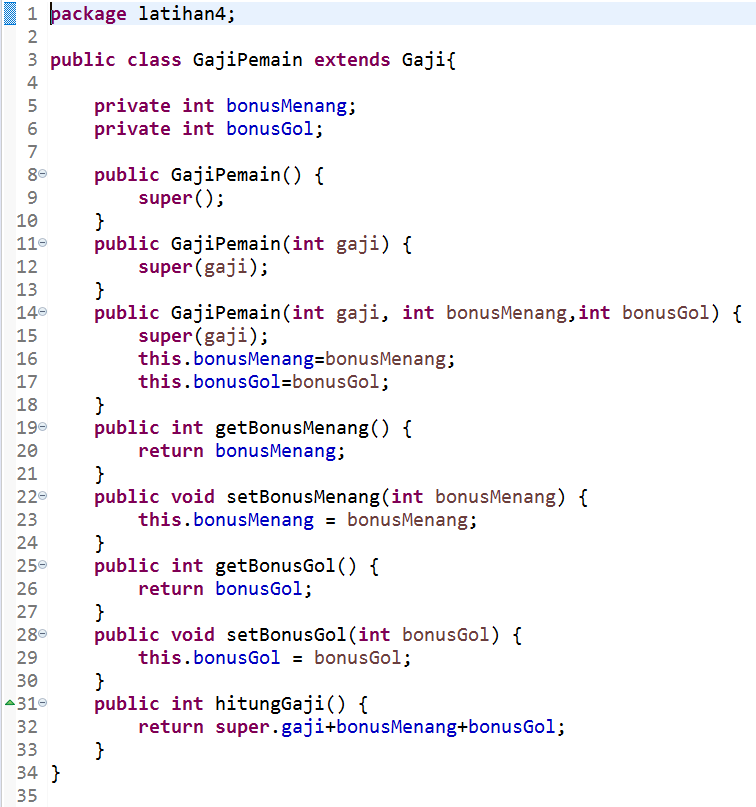 1 package latihan4;
2
3 public class GajiPemain extends Gaji{
4
5     private int bonusMenang;
6     private int bonusGol;
7
8     public GajiPemain() {
9         super();
10     }
11     public GajiPemain(int gaji) {
12         super(gaji);
13     }
14     public GajiPemain(int gaji, int bonusMenang,int bonusGol) {
15         super(gaji);
16         this.bonusMenang=bonusMenang;
17         this.bonusGol=bonusGol;
18     }
19     public int getBonusMenang() {
20         return bonusMenang;
21     }
22     public void setBonusMenang(int bonusMenang) {
23         this.bonusMenang = bonusMenang;
24     }
25     public int getBonusGol() {
26         return bonusGol;
27     }
28     public void setBonusGol(int bonusGol) {
29         this.bonusGol = bonusGol;
30     }
31     public int hitungGaji() {
32         return super.gaji+bonusMenang+bonusGol;
33     }
34 }
35